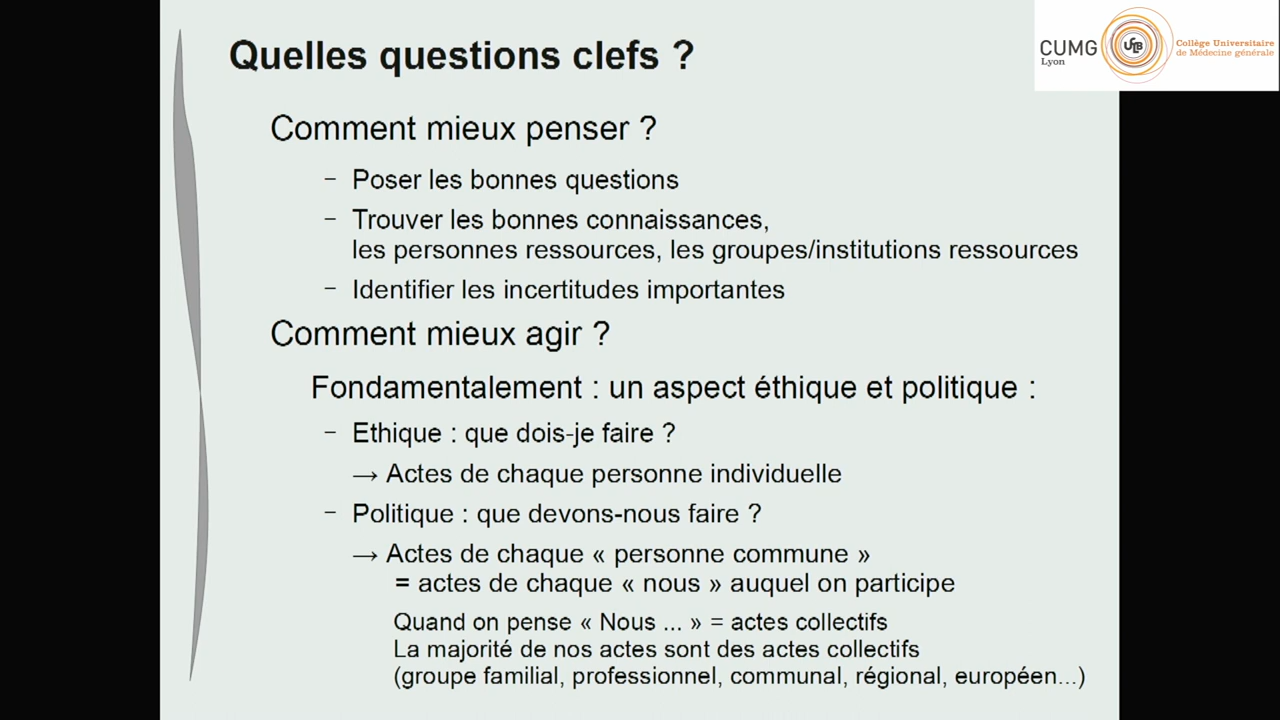 Quelles questions clefs ?
CUMG
Lyon
UCLB
Collège Universitaire
de Médecine générale
Comment mieux penser ?
– Poser les bonnes questions
– Trouver les bonnes connaissances,
les personnes ressources, les groupes/institutions ressources
– Identifier les incertitudes importantes
Comment mieux agir ?
Fondamentalement : un aspect éthique et politique :
– Ethique : que dois-je faire ?
→ Actes de chaque personne individuelle
– Politique : que devons-nous faire ?
→ Actes de chaque « personne commune »
= actes de chaque « nous » auquel on participe
Quand on pense « Nous ... » = actes collectifs
La majorité de nos actes sont des actes collectifs
(groupe familial, professionnel, communal, régional, européen...)